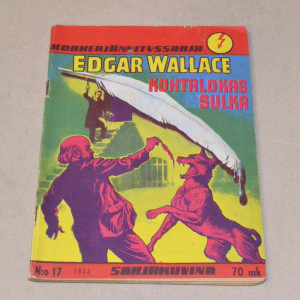 KORKEAJÄNNITYSSARJA
EDGAR WALLACE
KOHTALOKAS
SULKA
N:o 17 1954 SARJAKUVINA 70 mk